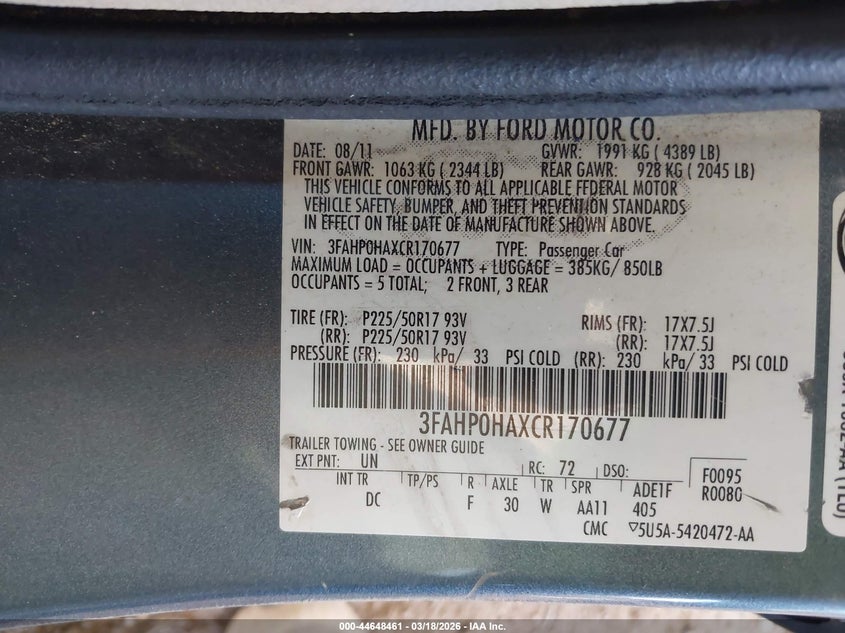 MFD. BY FORD MOTOR CO.
DATE: 08/11 GVWR: 1991 KG ( 4389 LB)
FRONT GAWR: 1063 KG ( 2344 LB) REAR GAWR: 928 KG ( 2045 LB)
THIS VEHICLE CONFORMS TO ALL APPLICABLE FEDERAL MOTOR
VEHICLE SAFETY, BUMPER, AND THEFT PREVENTION STANDARDS
IN EFFECT ON THE DATE OF MANUFACTURE SHOWN ABOVE.
VIN: 3FAHP0HAXCR170677 TYPE: Passenger Car
MAXIMUM LOAD = OCCUPANTS + LUGGAGE = 385KG/ 850LB
OCCUPANTS = 5 TOTAL; 2 FRONT, 3 REAR
TIRE (FR): P225/50R17 93V RIMS (FR): 17X7.5J
(RR): P225/50R17 93V (RR): 17X7.5J
PRESSURE (FR): 230 kPa/ 33 PSI COLD (RR): 230 kPa/ 33 PSI COLD
3FAHP0HAXCR170677
TRAILER TOWING - SEE OWNER GUIDE
EXT PNT: UN RC: 72 DSO: F0095
INT TR TP/PS R AXLE TR SPR ADE1F R0080
DC F 30 W AA11 405
CMC ▽5U5A-5420472-AA
000-44648461 - 03/18/2026 - IAA Inc.